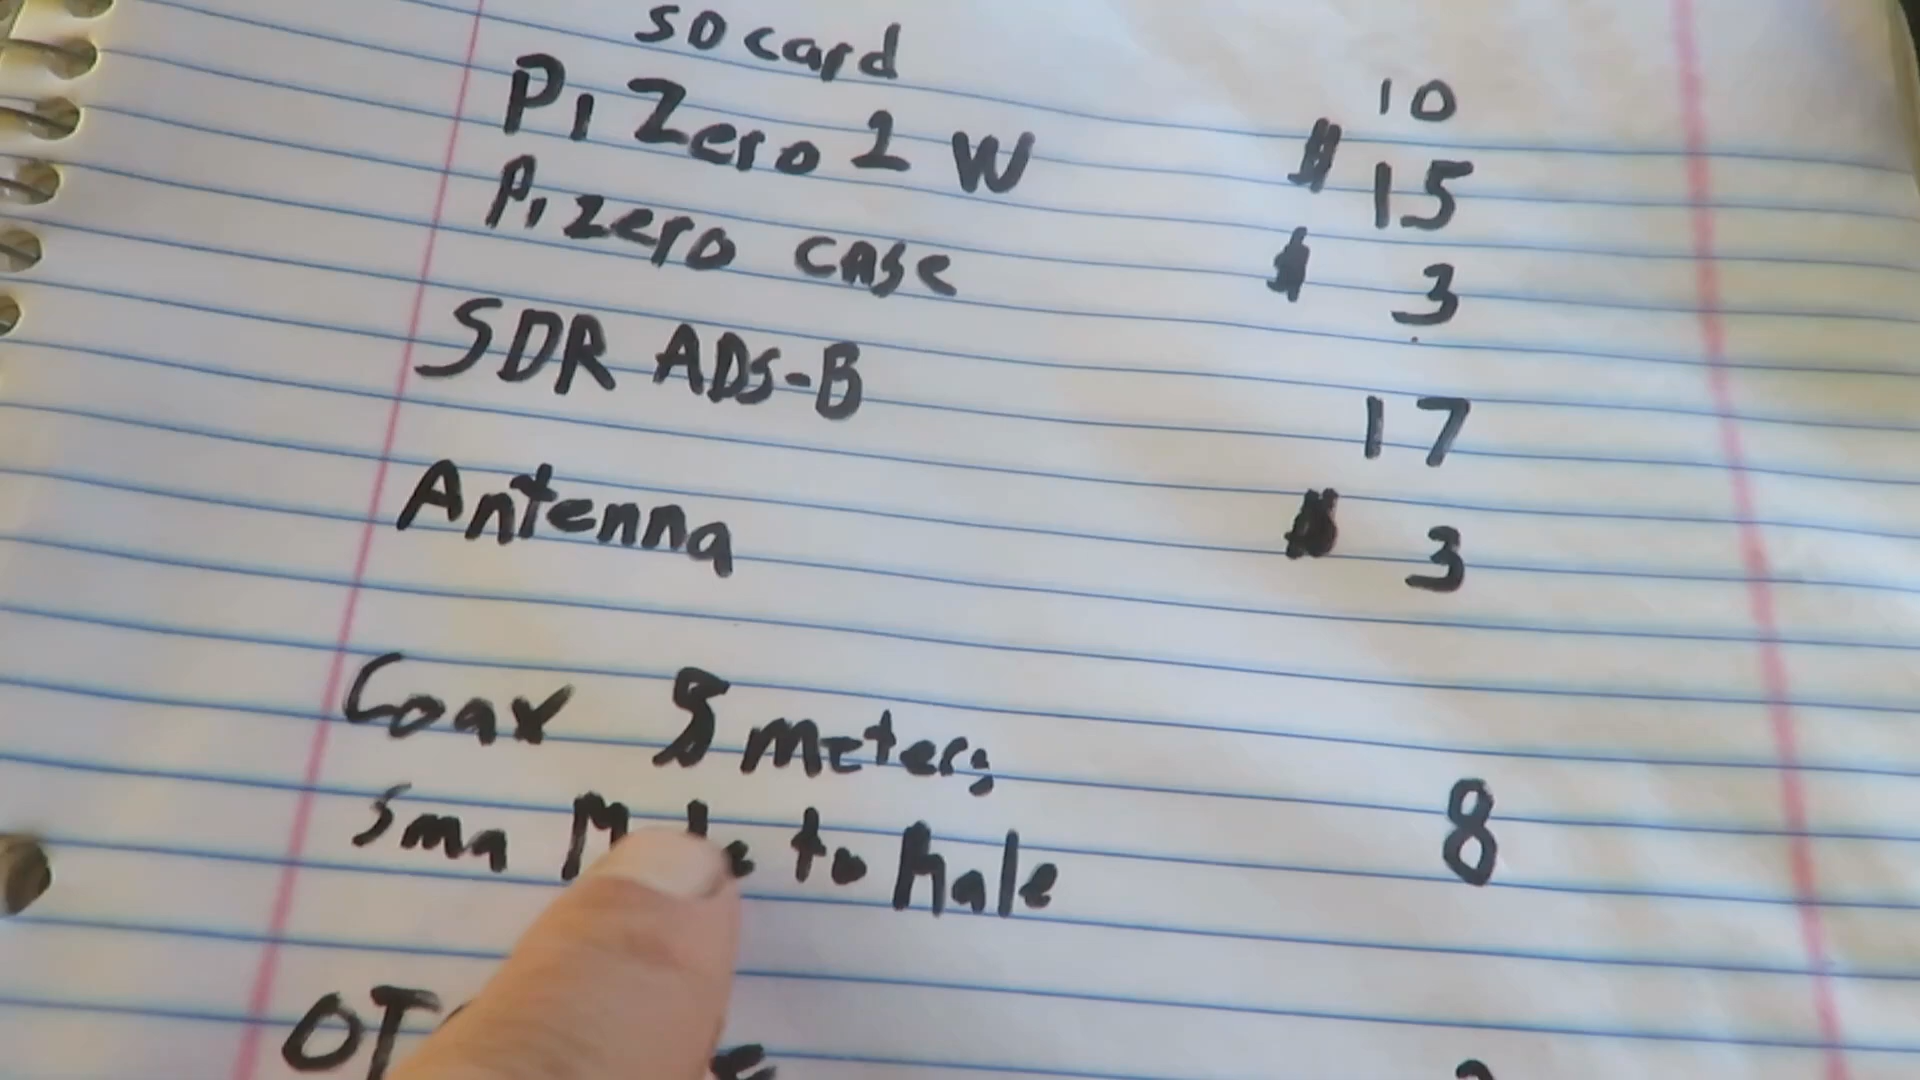 SD card 10
Pi Zero 2 W $ 15
Pi zero case $ 3
SDR ADS-B 17
Antenna $ 3
Coax meters
Sma to Male 8